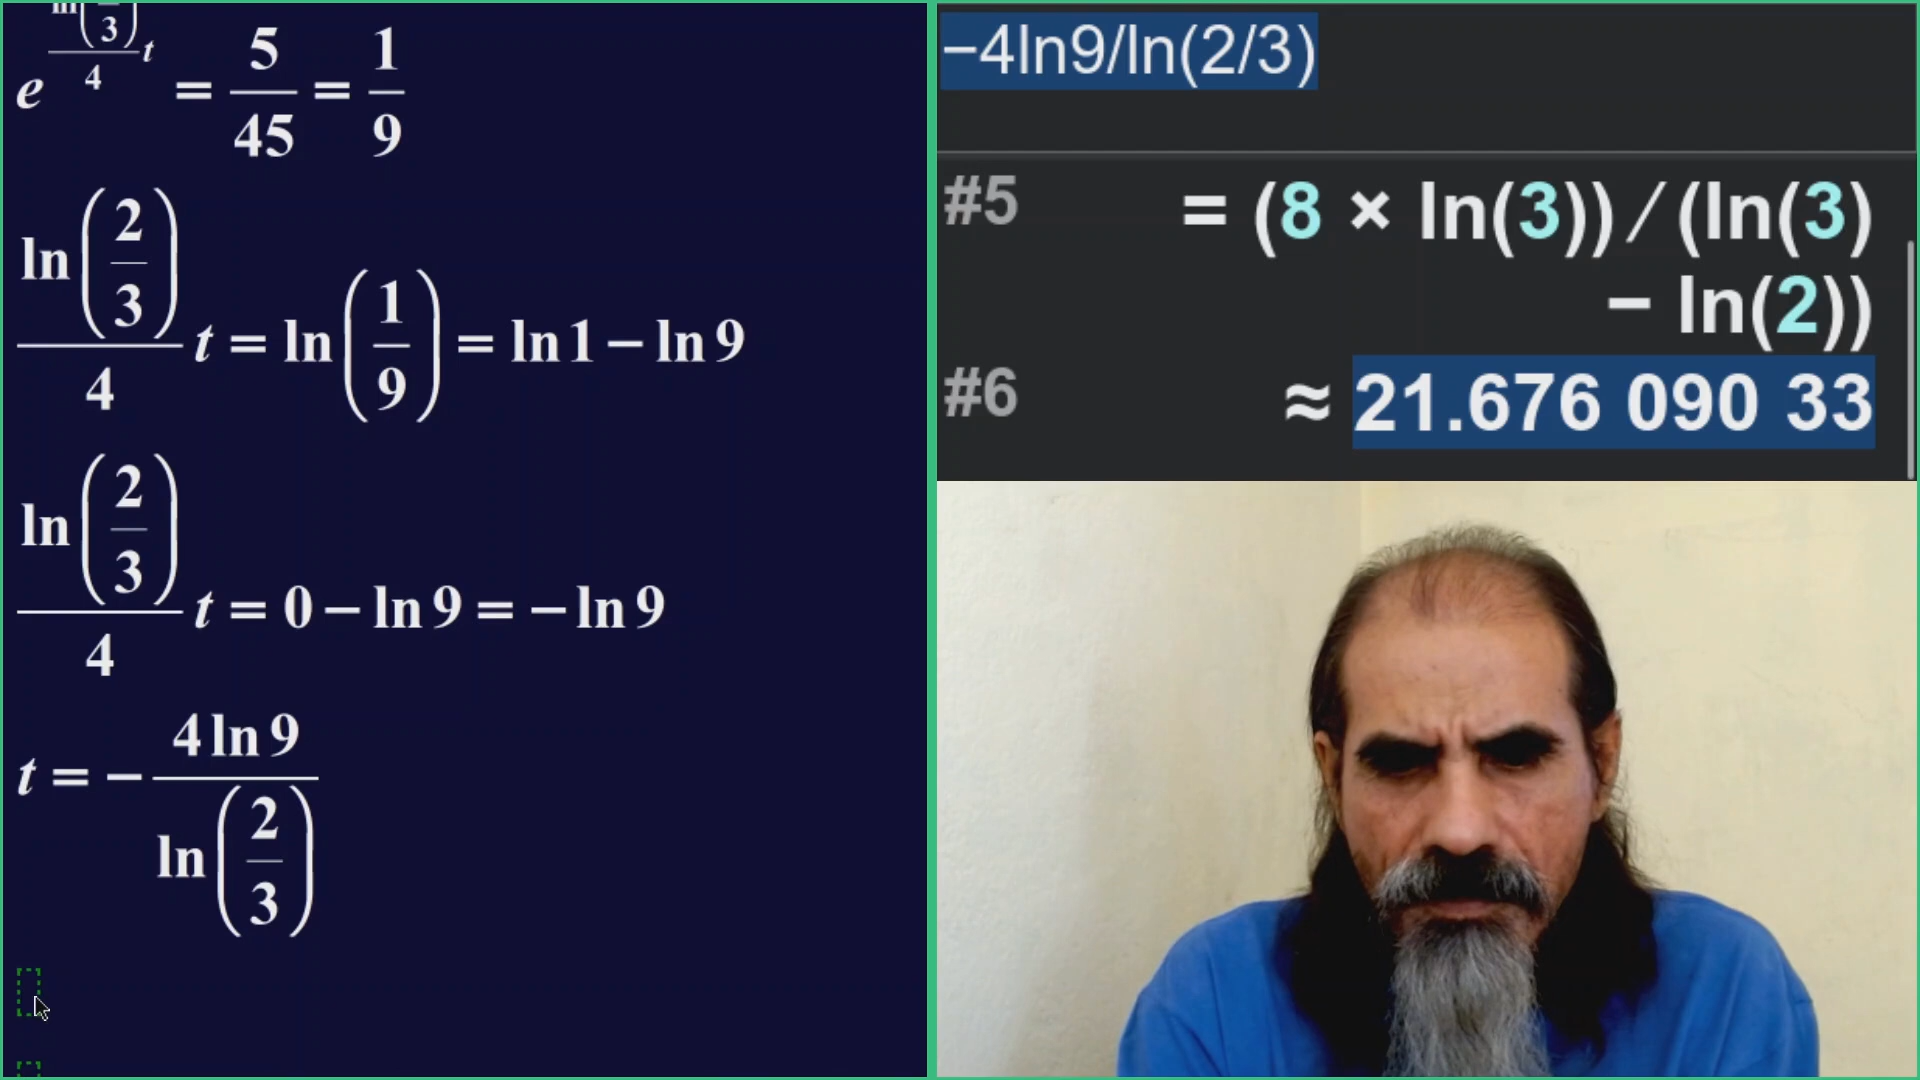 e^((ln(2/3)/4)t) = 5/45 = 1/9
ln(2/3)/4 t = ln(1/9) = ln 1 − ln 9
ln(2/3)/4 t = 0 − ln 9 = − ln 9
t = − 4 ln 9 / ln(2/3)
−4ln9/ln(2/3)
#5 = (8 × ln(3))/(ln(3)
− ln(2))
#6 ≈ 21.676 090 33